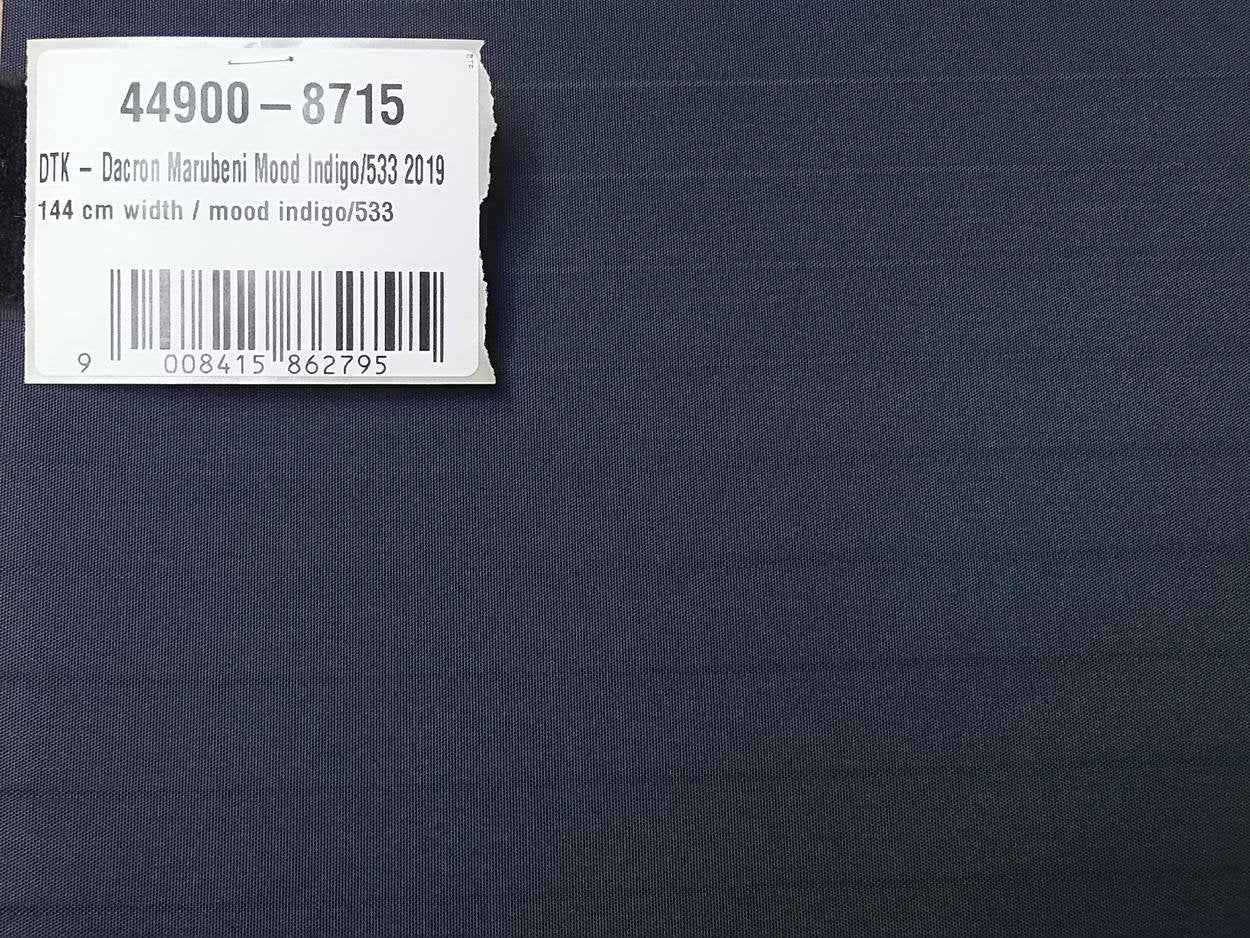 44900 – 8715
DTK – Dacron Marubeni Mood Indigo/533 2019
144 cm width / mood indigo/533
9 008415 862795